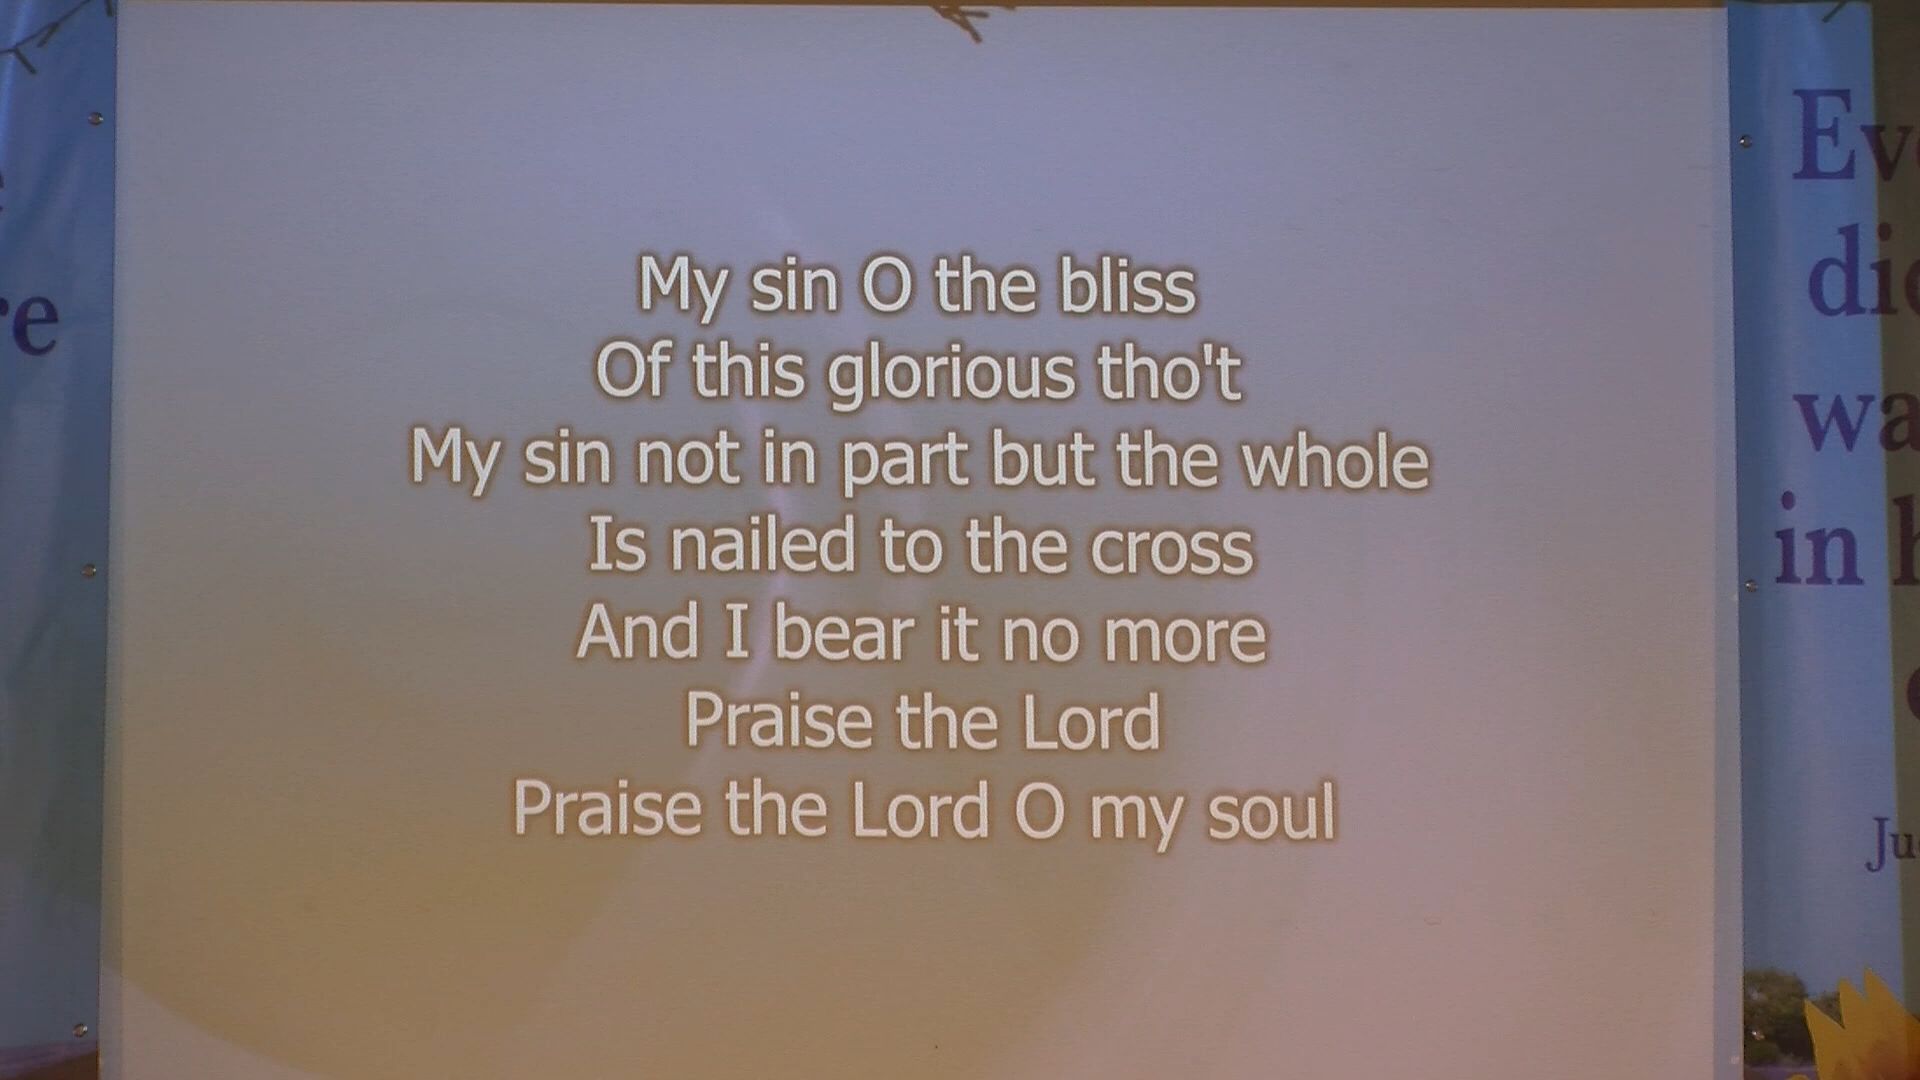 My sin O the bliss
Of this glorious tho't
My sin not in part but the whole
Is nailed to the cross
And I bear it no more
Praise the Lord
Praise the Lord O my soul
in